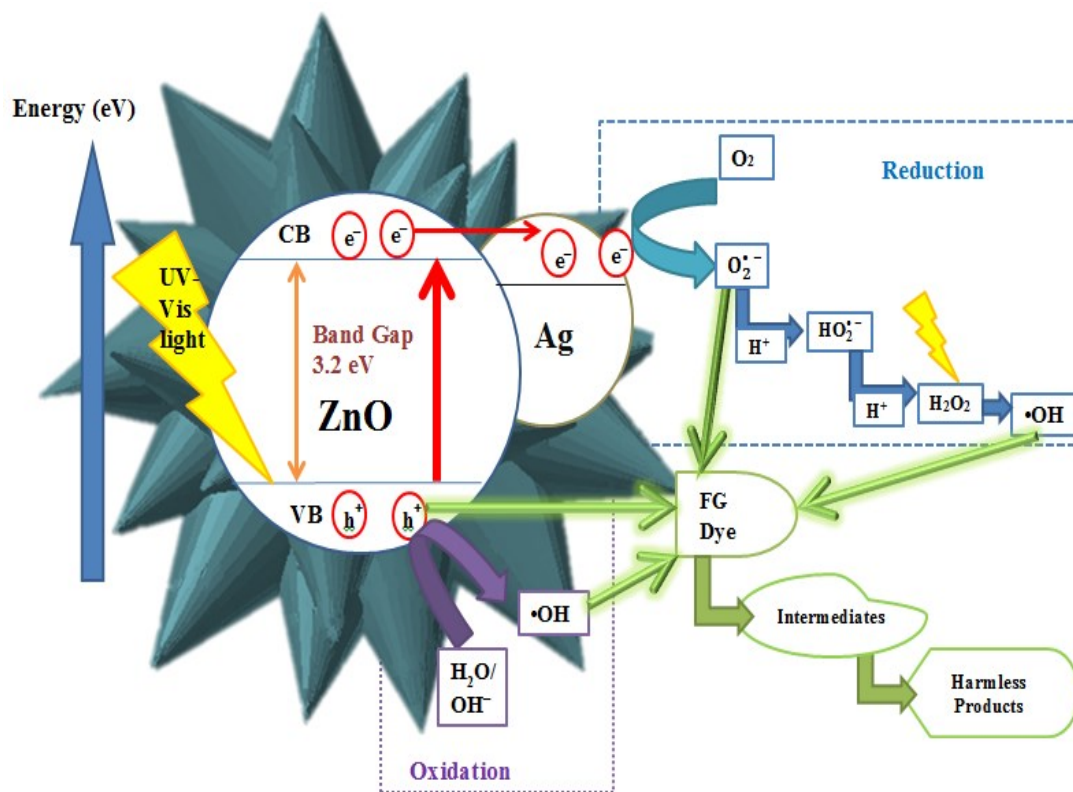 Energy (eV)
O₂
Reduction
CB
e⁻
e⁻
e⁻
e⁻
UV-
Vis
light
O₂•⁻
Band Gap
3.2 eV
Ag
H⁺
HO₂•⁻
ZnO
H⁺
H₂O₂
•OH
VB
h⁺
h⁺
FG
Dye
•OH
Intermediates
H₂O/
OH⁻
Harmless
Products
Oxidation